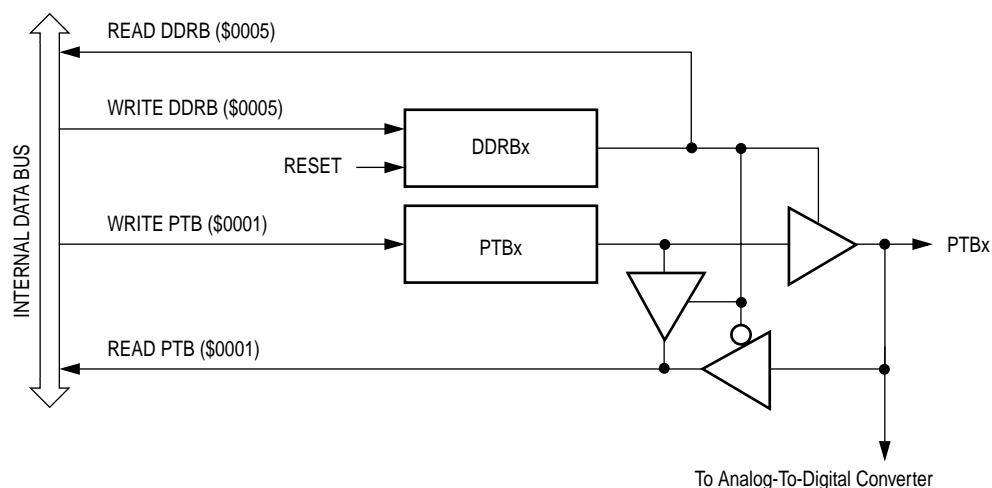 READ DDRB ($0005)
WRITE DDRB ($0005)
DDRBx
RESET
INTERNAL DATA BUS
WRITE PTB ($0001)
PTBx
PTBx
READ PTB ($0001)
To Analog-To-Digital Converter